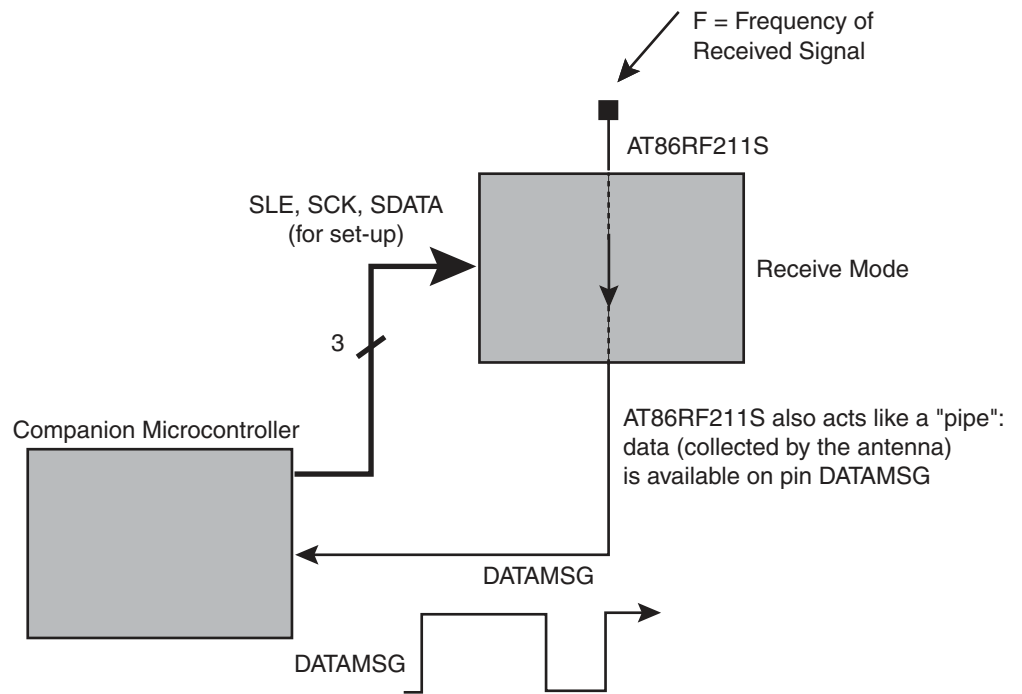 F = Frequency of
Received Signal
AT86RF211S
SLE, SCK, SDATA
(for set-up)
Receive Mode
3
AT86RF211S also acts like a "pipe":
data (collected by the antenna)
is available on pin DATAMSG
Companion Microcontroller
DATAMSG
DATAMSG